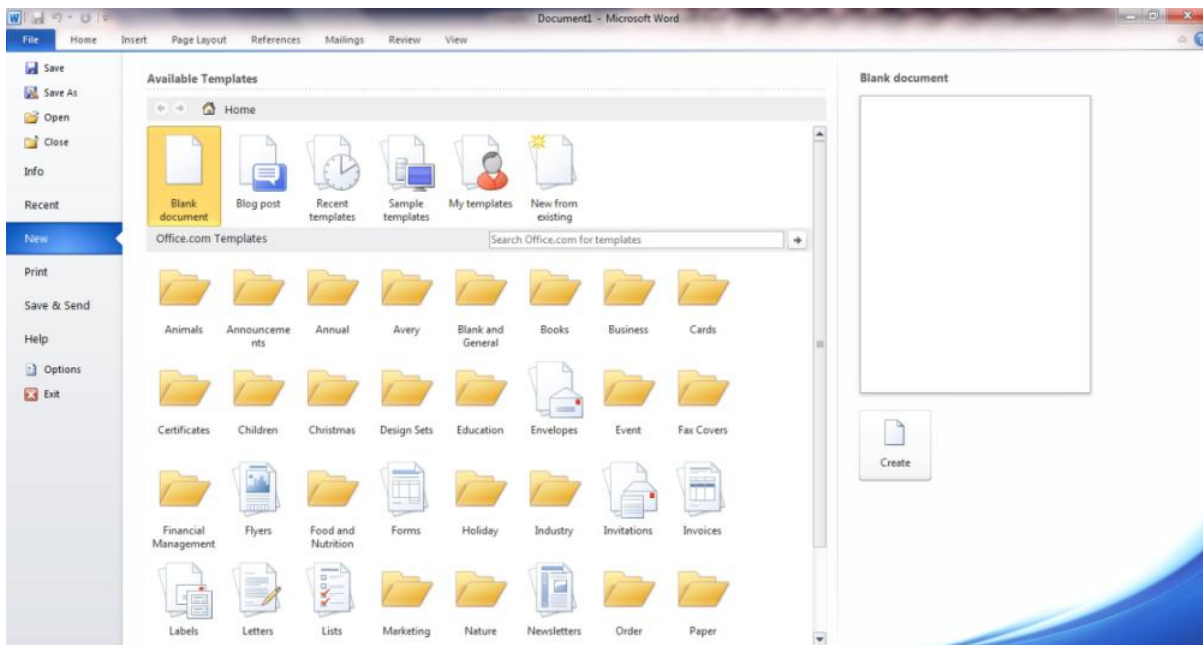 Document1 - Microsoft Word
File Home Insert Page Layout References Mailings Review View
Save
Save As
Open
Close
Info
Recent
New
Print
Save & Send
Help
Options
Exit
Available Templates
Home
Blank document
Blog post
Recent templates
Sample templates
My templates
New from existing
Office.com Templates
Search Office.com for templates
Animals
Announceme
nts
Annual
Avery
Blank and
General
Books
Business
Cards
Certificates
Children
Christmas
Design Sets
Education
Envelopes
Event
Fax Covers
Financial
Management
Flyers
Food and
Nutrition
Forms
Holiday
Industry
Invitations
Invoices
Labels
Letters
Lists
Marketing
Nature
Newsletters
Order
Paper
Blank document
Create